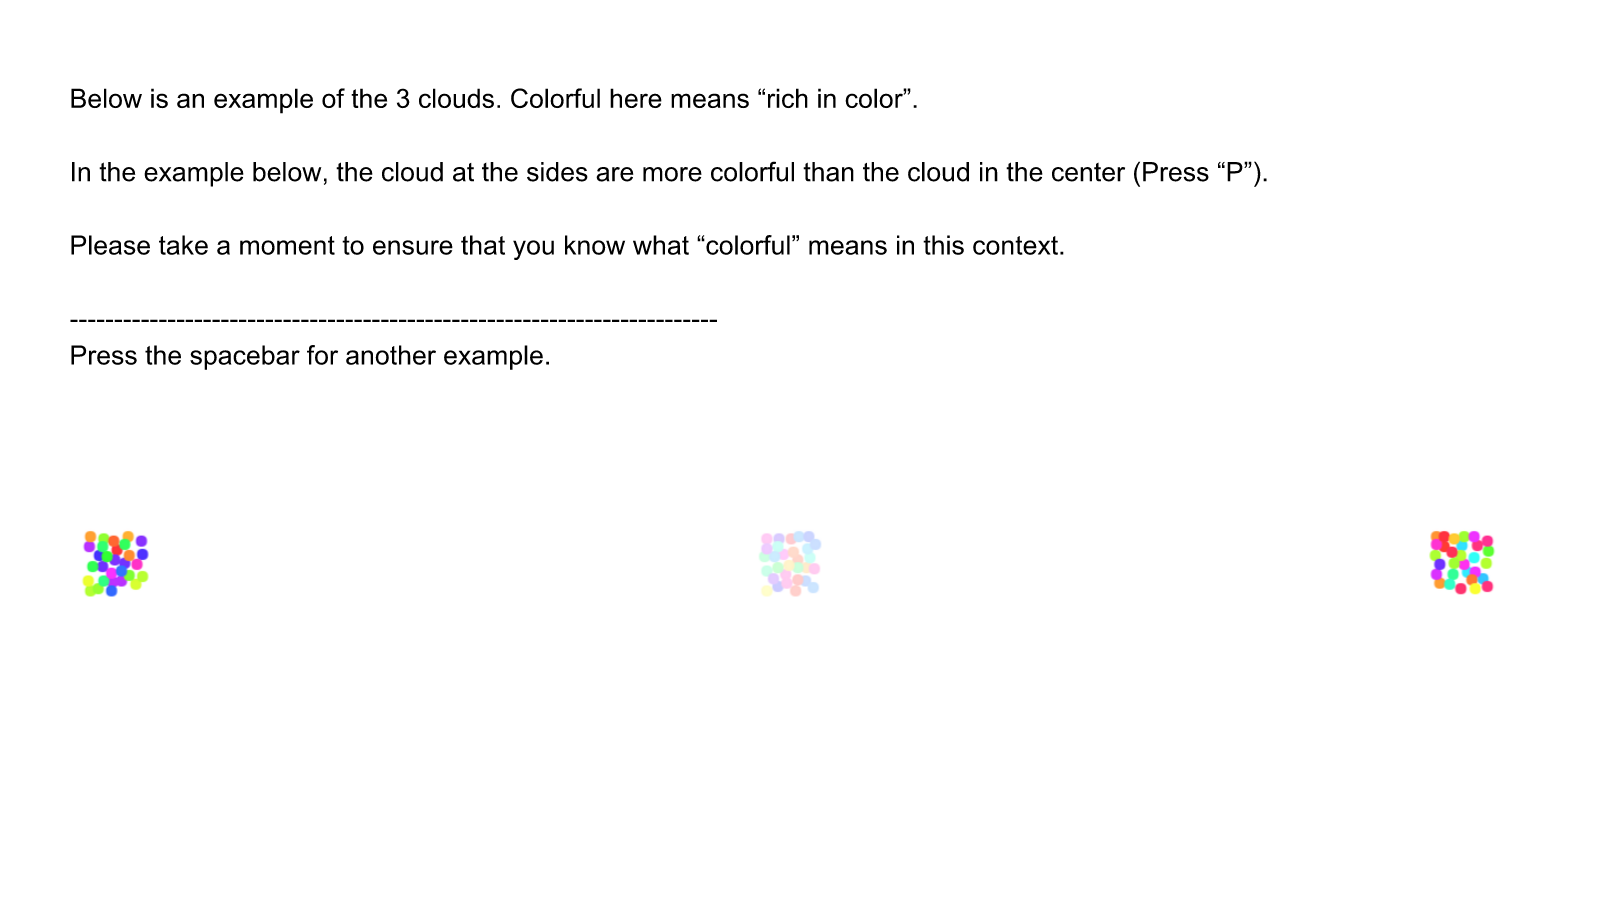 Below is an example of the 3 clouds. Colorful here means “rich in color”.
In the example below, the cloud at the sides are more colorful than the cloud in the center (Press “P”).
Please take a moment to ensure that you know what “colorful” means in this context.
------------------------------------------------------------------------
Press the spacebar for another example.